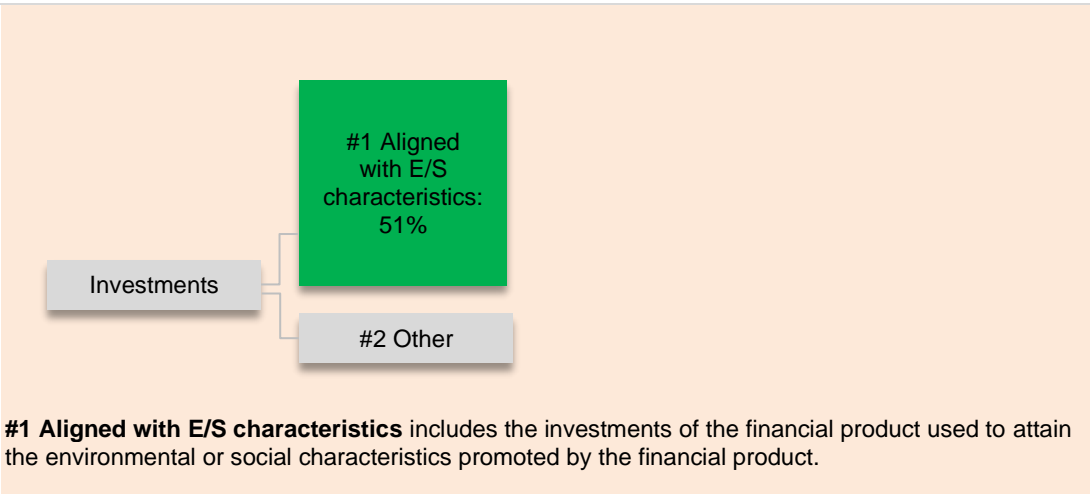 #1 Aligned
with E/S
characteristics:
51%
Investments
#2 Other
#1 Aligned with E/S characteristics includes the investments of the financial product used to attain
the environmental or social characteristics promoted by the financial product.